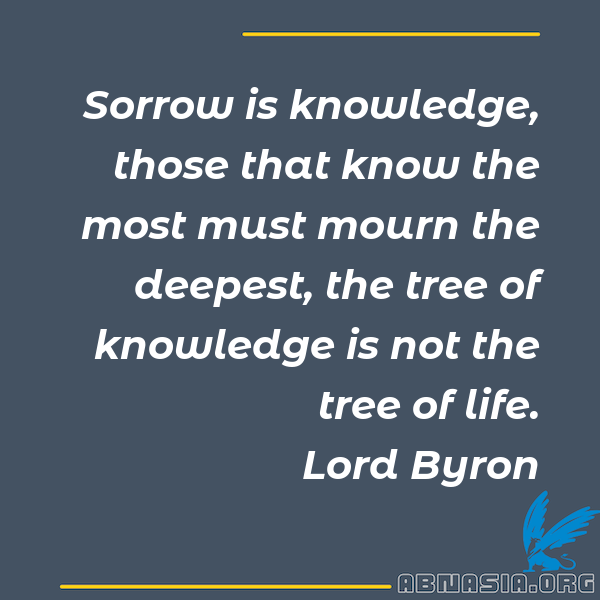 Sorrow is knowledge,
those that know the
most must mourn the
deepest, the tree of
knowledge is not the
tree of life.
Lord Byron
ABNASIA.ORG